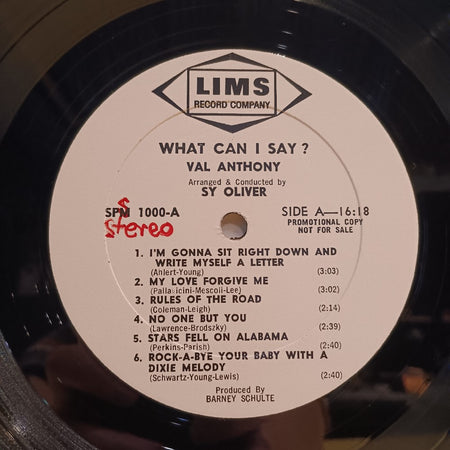 LIMS
RECORD COMPANY
WHAT CAN I SAY?
VAL ANTHONY
Arranged & Conducted by
SY OLIVER
SPM 1000-A
S
stereo
SIDE A—16:18
PROMOTIONAL COPY
NOT FOR SALE
1. I'M GONNA SIT RIGHT DOWN AND
WRITE MYSELF A LETTER
(Ahlert-Young) (3:03)
2. MY LOVE FORGIVE ME
(Pallavicini-Mescoli-Lee) (3:02)
3. RULES OF THE ROAD
(Coleman-Leigh) (2:14)
4. NO ONE BUT YOU
(Lawrence-Brodszky) (2:39)
5. STARS FELL ON ALABAMA
(Perkins-Parish) (2:40)
6. ROCK-A-BYE YOUR BABY WITH A
DIXIE MELODY
(Schwartz-Young-Lewis) (2:40)
Produced By
BARNEY SCHULTE